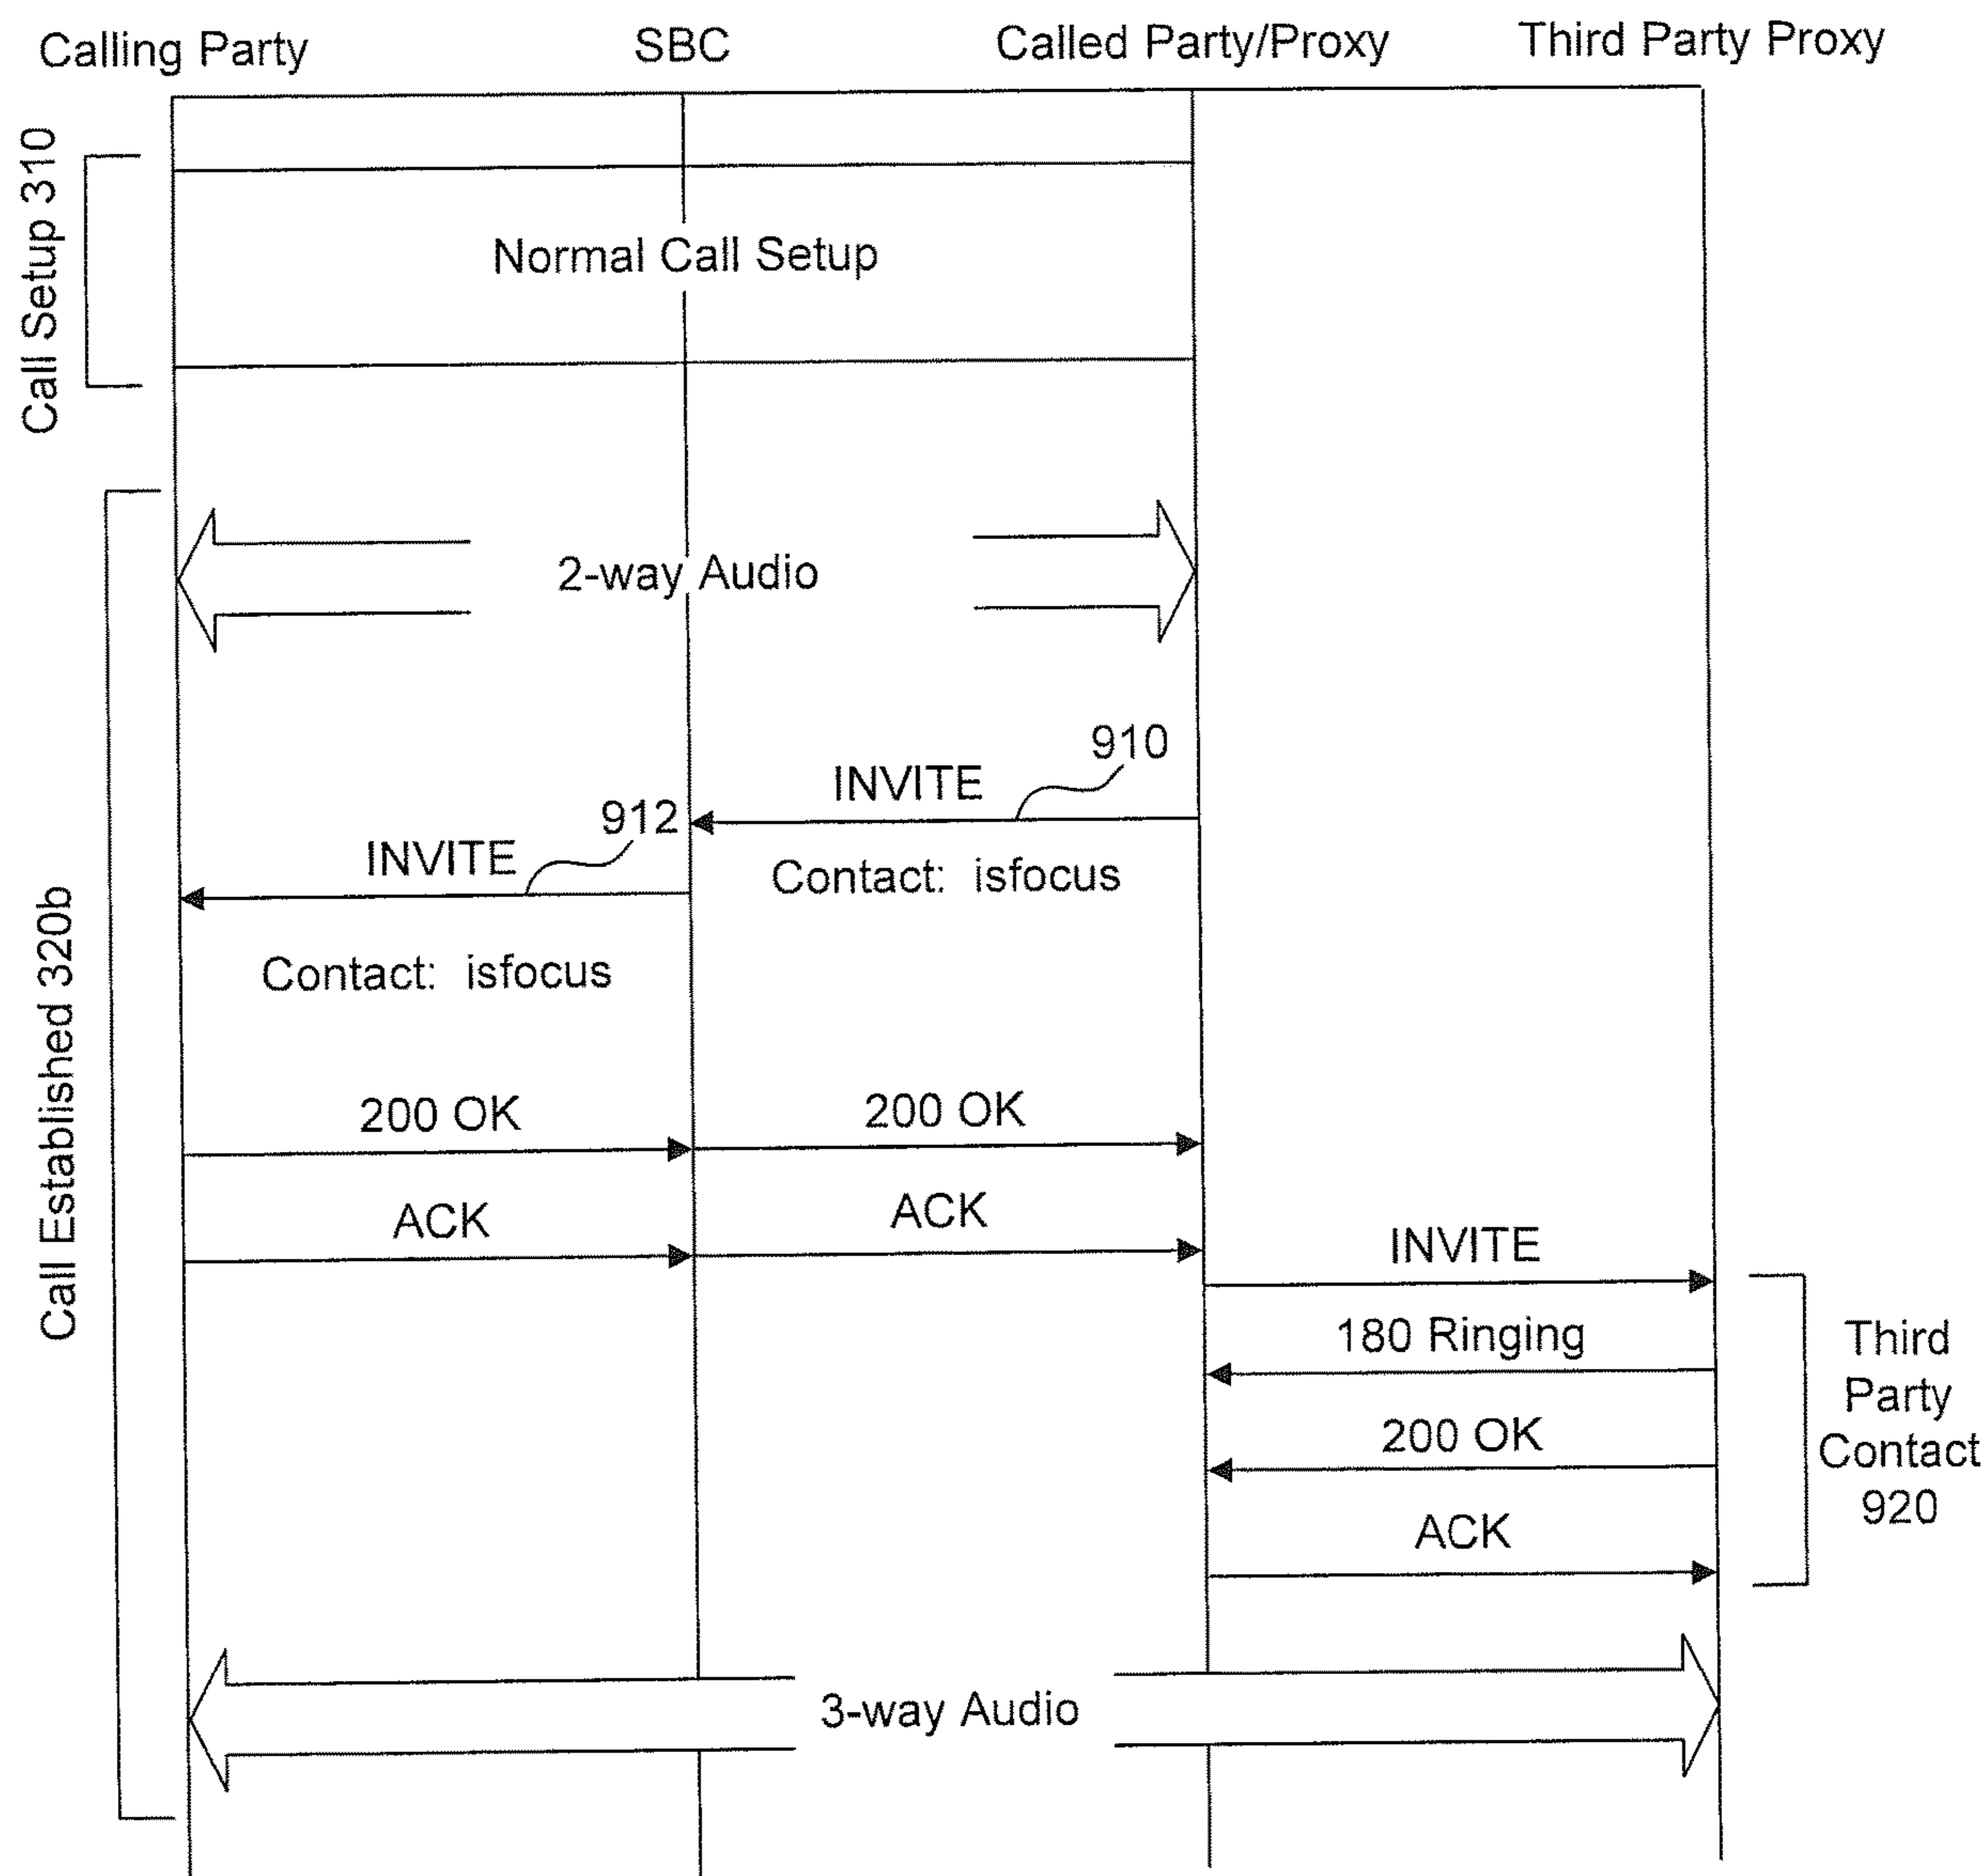 Calling Party
SBC
Called Party/Proxy
Third Party Proxy
Call Setup 310
Normal Call Setup
Call Established 320b
2-way Audio
910
INVITE
912
INVITE
Contact: isfocus
Contact: isfocus
200 OK
200 OK
ACK
ACK
INVITE
180 Ringing
200 OK
ACK
Third
Party
Contact
920
3-way Audio